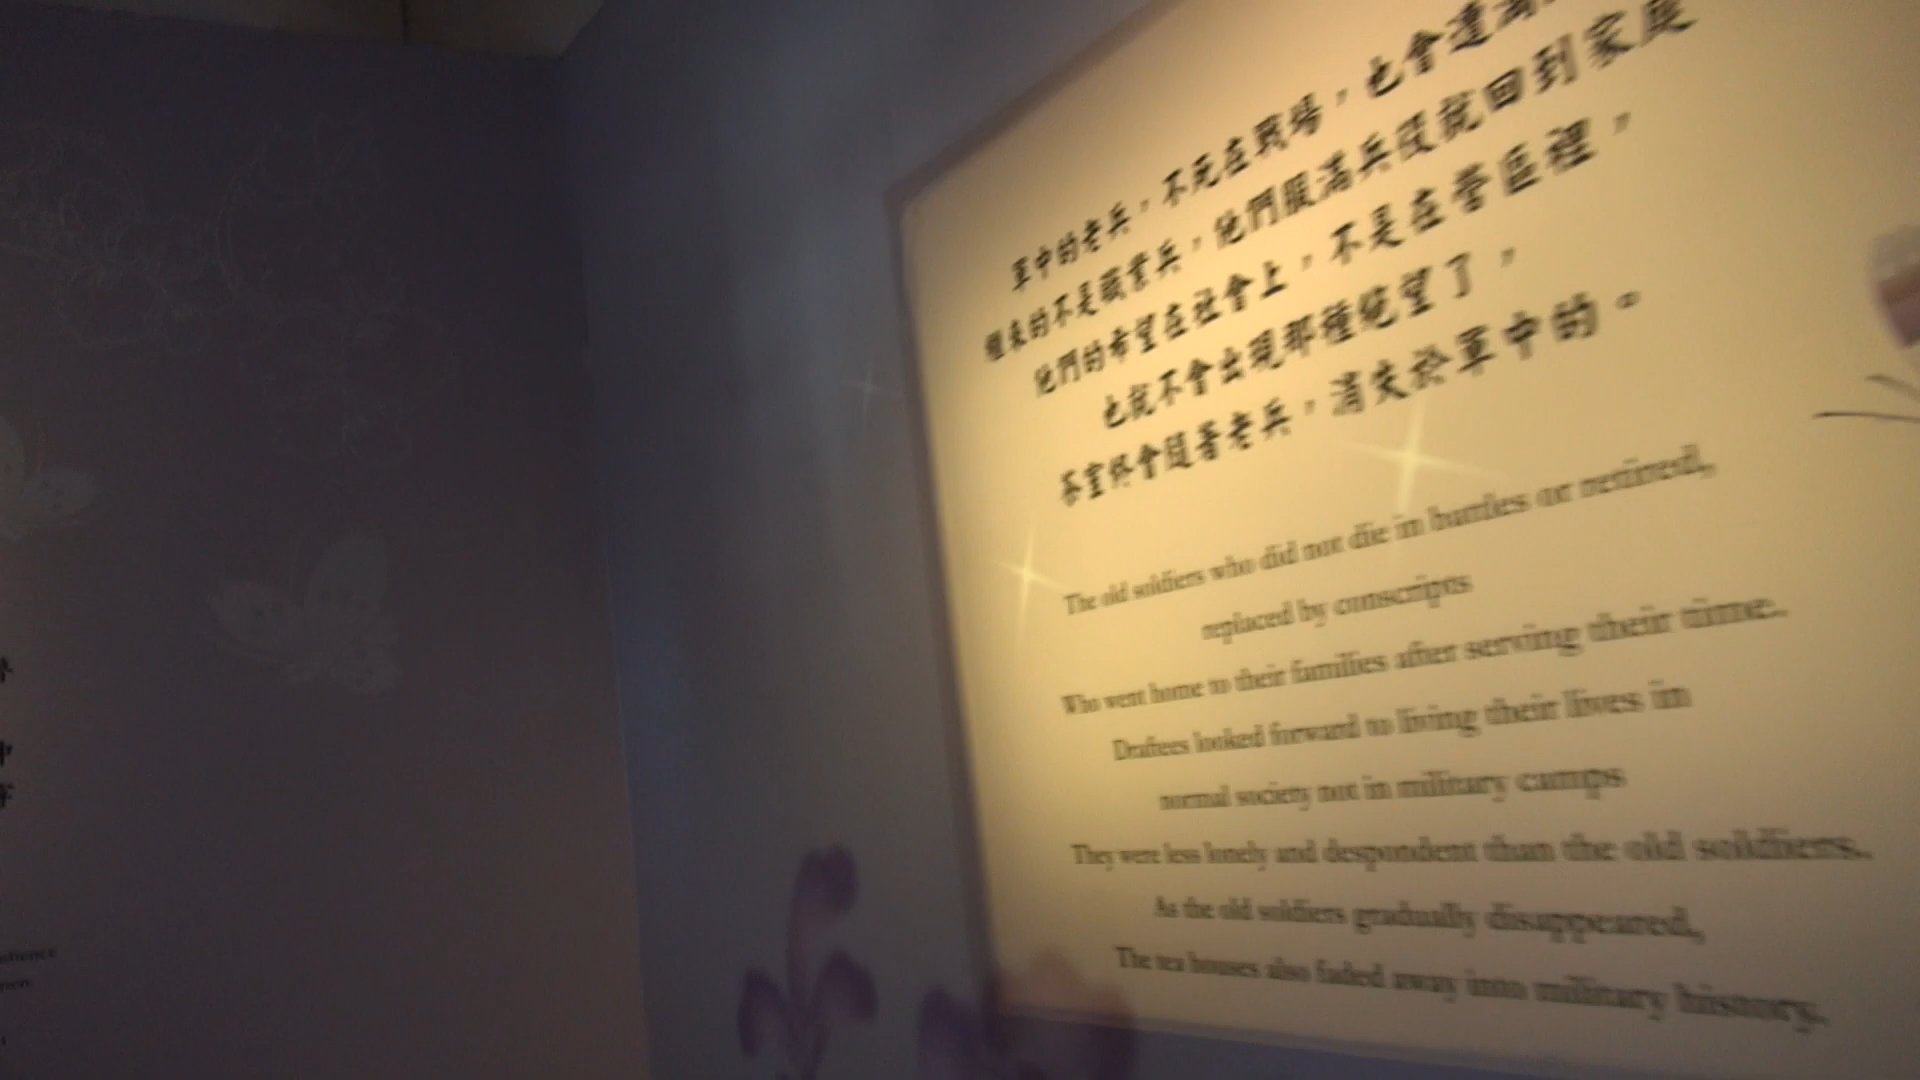 軍中的老兵，不死在戰場，也會退
種來的不是職業兵，他們服滿兵役就回到家庭
他們的希望在社會上，不是在營區裡，
也就不會出現那種絕望了，
茶室終會隨著老兵，消失於軍中的。
The old soldiers who did not die in battles or retired,
replaced by conscripts
Who went home to their families after serving their time.
Draftees looked forward to living their lives in
normal society not in military camps
They were less lonely and despondent than the old soldiers.
As the old soldiers gradually disappeared,
The tea houses also faded away into military history.